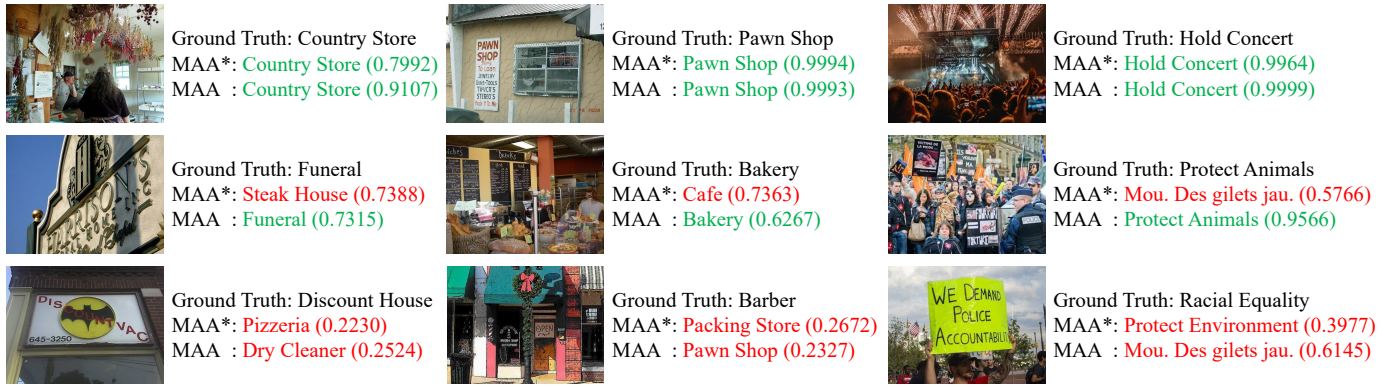 Ground Truth: Country Store
MAA*: Country Store (0.7992)
MAA : Country Store (0.9107)
PAWN
SHOP
JEWELRY
Ground Truth: Pawn Shop
MAA*: Pawn Shop (0.9994)
MAA : Pawn Shop (0.9993)
Ground Truth: Hold Concert
MAA*: Hold Concert (0.9964)
MAA : Hold Concert (0.9999)
Ground Truth: Funeral
MAA*: Steak House (0.7388)
MAA : Funeral (0.7315)
Ground Truth: Bakery
MAA*: Cafe (0.7363)
MAA : Bakery (0.6267)
TORTURE
Ground Truth: Protect Animals
MAA*: Mou. Des gilets jau. (0.5766)
MAA : Protect Animals (0.9566)
DISCOUNT VAC
645-3250
Ground Truth: Discount House
MAA*: Pizzeria (0.2230)
MAA : Dry Cleaner (0.2524)
OPEN
Ground Truth: Barber
MAA*: Packing Store (0.2672)
MAA : Pawn Shop (0.2327)
WE DEMAND
POLICE
ACCOUNTABILIT
Ground Truth: Racial Equality
MAA*: Protect Environment (0.3977)
MAA : Mou. Des gilets jau. (0.6145)